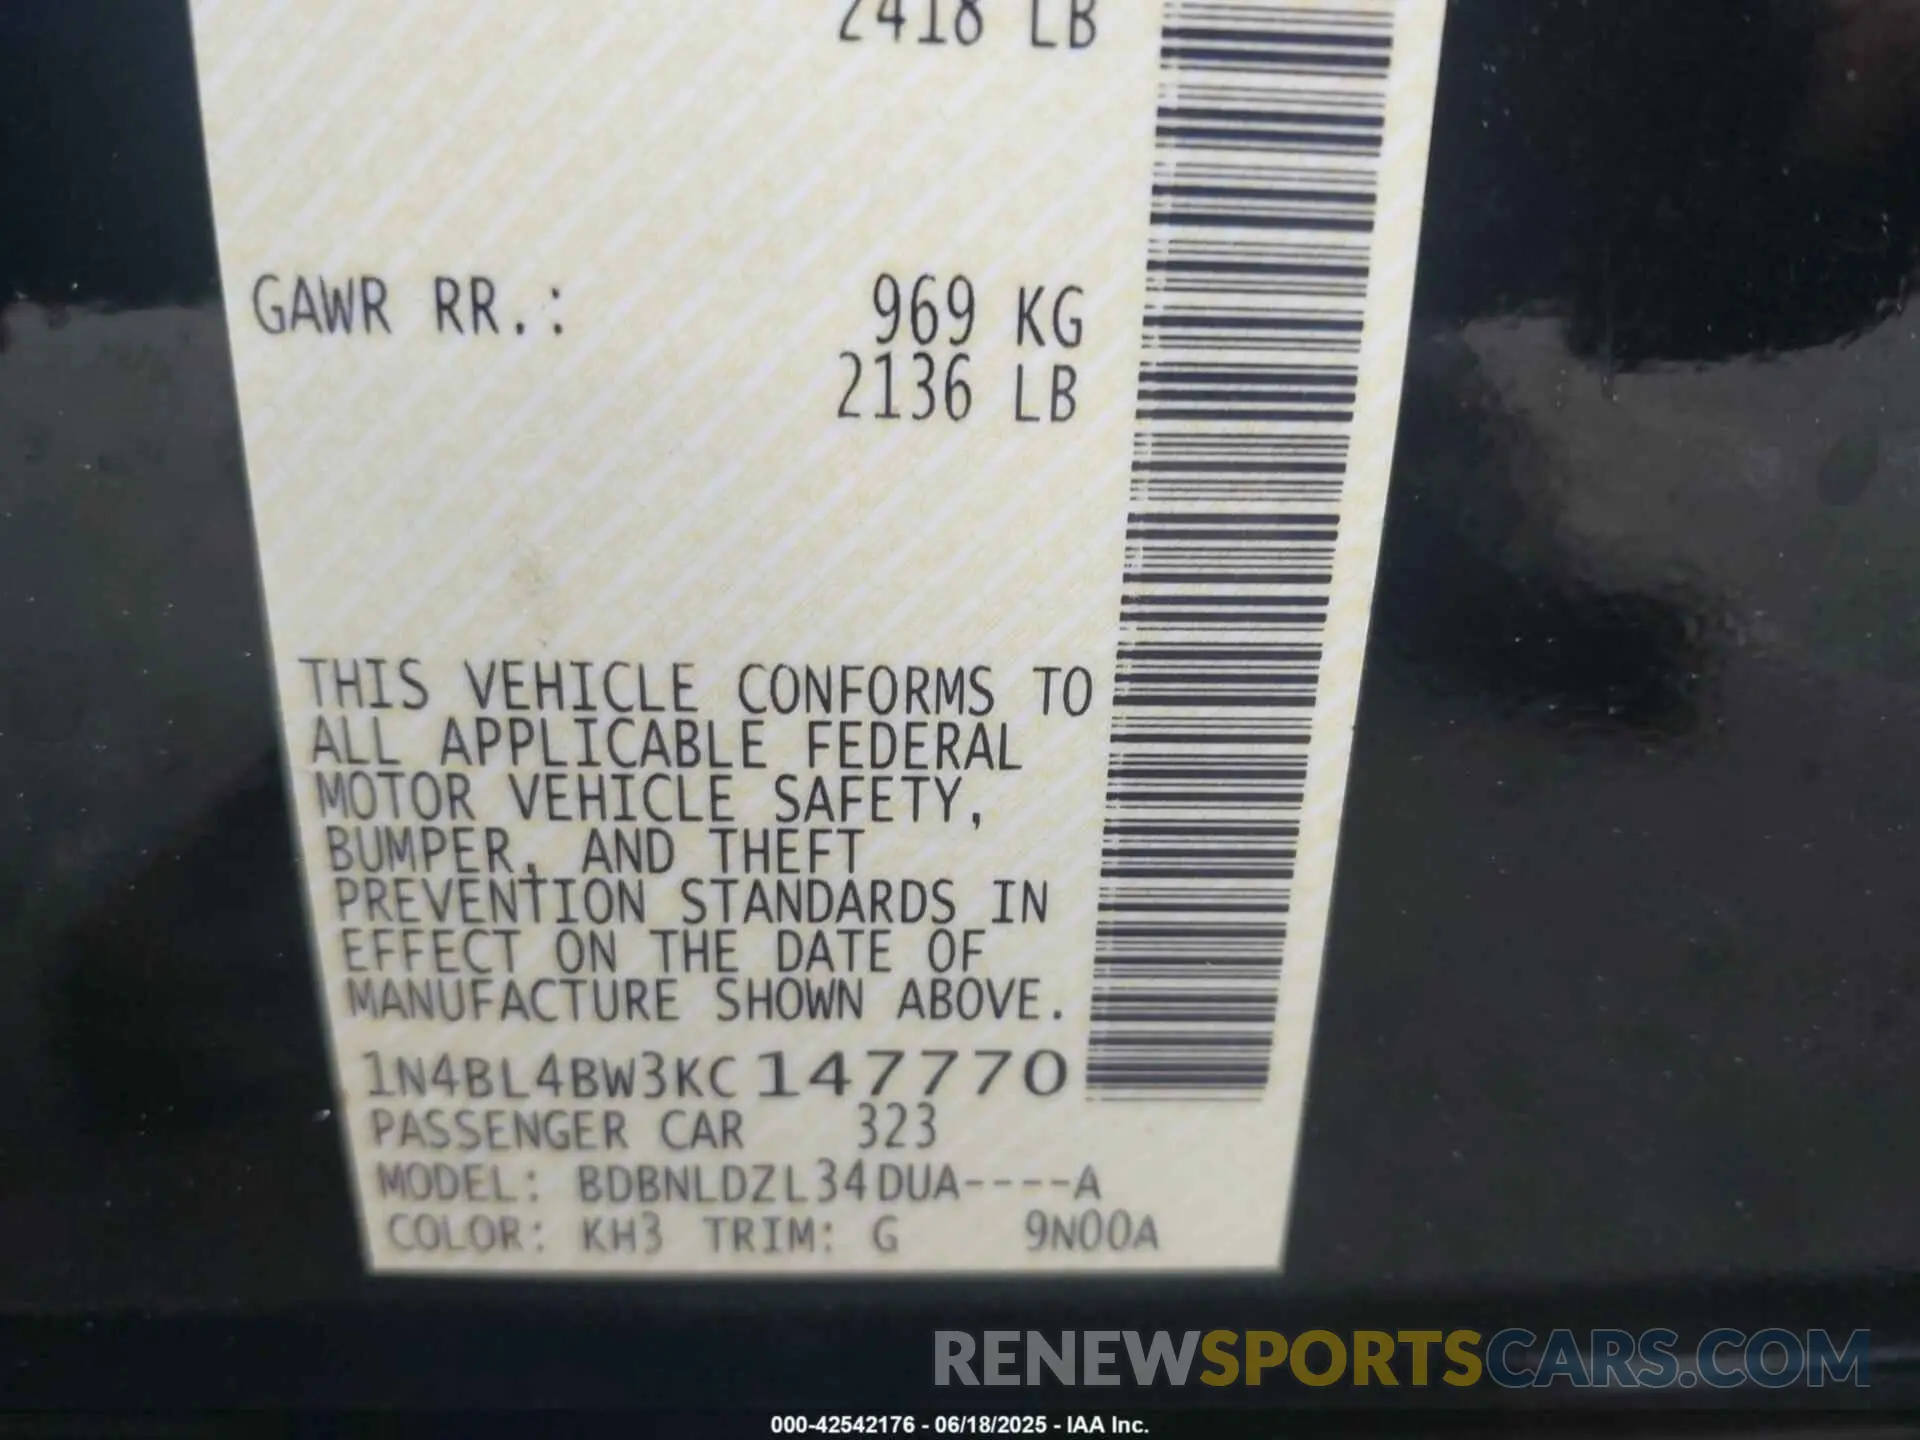 2418 LB
GAWR RR.: 969 KG
2136 LB
THIS VEHICLE CONFORMS TO
ALL APPLICABLE FEDERAL
MOTOR VEHICLE SAFETY,
BUMPER, AND THEFT
PREVENTION STANDARDS IN
EFFECT ON THE DATE OF
MANUFACTURE SHOWN ABOVE.
1N4BL4BW3KC147770
PASSENGER CAR 323
MODEL: BDBNLDZL34DUA----A
COLOR: KH3 TRIM: G 9N00A
RENEWSPORTSCARS.COM
000-42542176 - 06/18/2025 - IAA Inc.